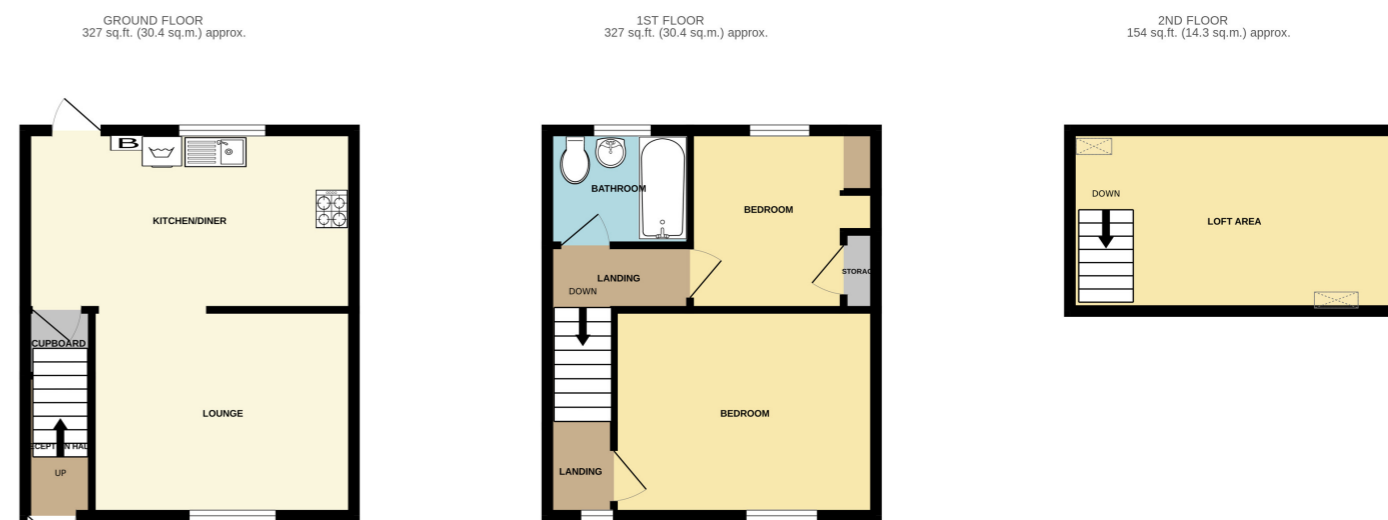 GROUND FLOOR
327 sq.ft. (30.4 sq.m.) approx.
B
KITCHEN/DINER
CUPBOARD
LOUNGE
UP
1ST FLOOR
327 sq.ft. (30.4 sq.m.) approx.
BATHROOM
BEDROOM
STORAG
LANDING
DOWN
BEDROOM
LANDING
2ND FLOOR
154 sq.ft. (14.3 sq.m.) approx.
DOWN
LOFT AREA